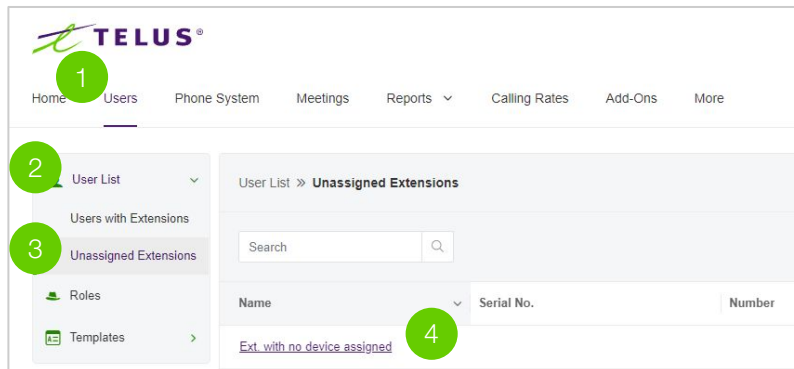 TELUS®
1
Home Users Phone System Meetings Reports Calling Rates Add-Ons More
2
User List
Users with Extensions
3
Unassigned Extensions
Roles
Templates
User List » Unassigned Extensions
Search
Name Serial No. Number
Ext. with no device assigned
4